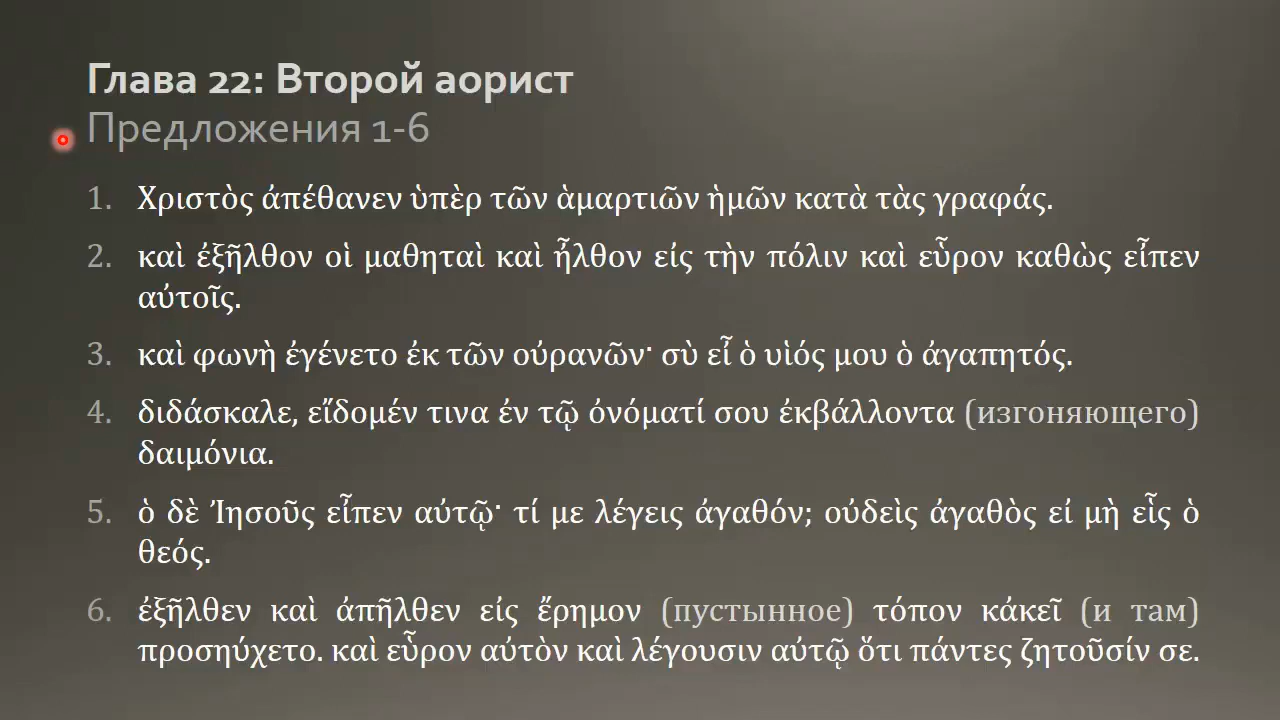 Глава 22: Второй аорист
Предложения 1-6
1. Χριστὸς ἀπέθανεν ὑπὲρ τῶν ἁμαρτιῶν ἡμῶν κατὰ τὰς γραφάς.
2. καὶ ἐξῆλθον οἱ μαθηταὶ καὶ ἦλθον εἰς τὴν πόλιν καὶ εὗρον καθὼς εἶπεν
αὐτοῖς.
3. καὶ φωνὴ ἐγένετο ἐκ τῶν οὐρανῶν· σὺ εἶ ὁ υἱός μου ὁ ἀγαπητός.
4. διδάσκαλε, εἴδομέν τινα ἐν τῷ ὀνόματί σου ἐκβάλλοντα (изгоняющего)
δαιμόνια.
5. ὁ δὲ Ἰησοῦς εἶπεν αὐτῷ· τί με λέγεις ἀγαθόν; οὐδεὶς ἀγαθὸς εἰ μὴ εἷς ὁ
θεός.
6. ἐξῆλθεν καὶ ἀπῆλθεν εἰς ἔρημον (пустынное) τόπον κἀκεῖ (и там)
προσηύχετο. καὶ εὗρον αὐτὸν καὶ λέγουσιν αὐτῷ ὅτι πάντες ζητοῦσίν σε.